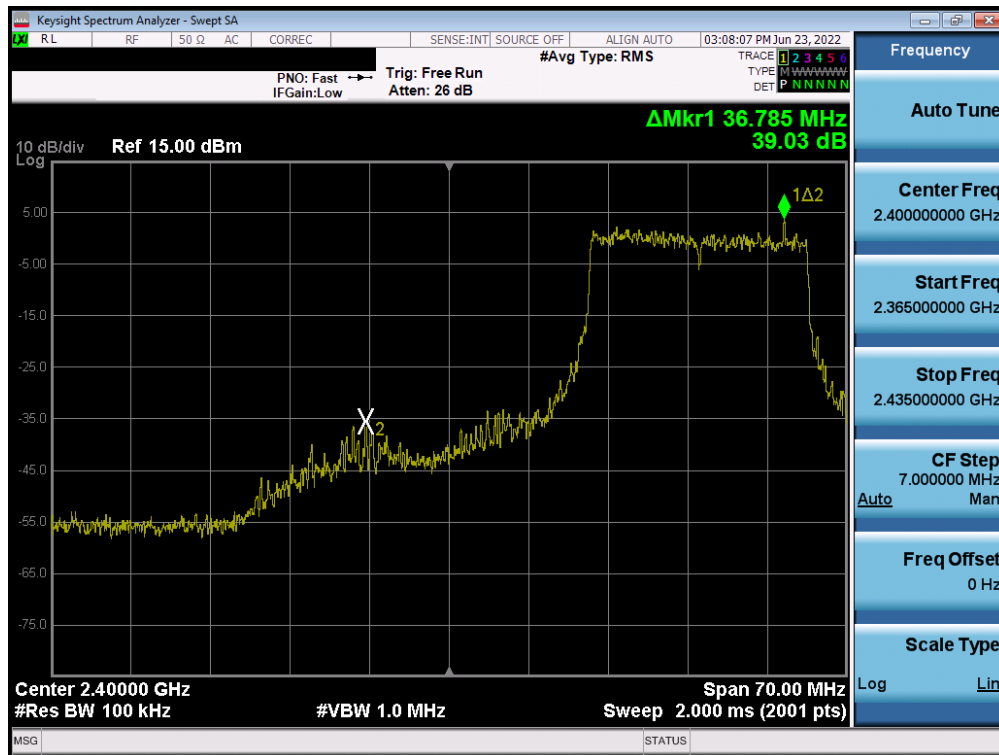 Keysight Spectrum Analyzer - Swept SA
LXI RL RF 50 Ω AC CORREC SENSE:INT SOURCE OFF ALIGN AUTO 03:08:07 PM Jun 23, 2022
#Avg Type: RMS
TRACE 1 2 3 4 5 6
PNO: Fast Trig: Free Run
TYPE M W W W W W
IFGain:Low Atten: 26 dB
DET P N N N N N
ΔMkr1 36.785 MHz
39.03 dB
10 dB/div Ref 15.00 dBm
Log
1Δ2
5.00
-5.00
-15.0
-25.0
-35.0
2
-45.0
-55.0
-65.0
-75.0
Center 2.40000 GHz Span 70.00 MHz
#Res BW 100 kHz #VBW 1.0 MHz Sweep 2.000 ms (2001 pts)
MSG STATUS
Frequency
Auto Tune
Center Freq
2.400000000 GHz
Start Freq
2.365000000 GHz
Stop Freq
2.435000000 GHz
CF Step
7.000000 MHz
Auto Man
Freq Offset
0 Hz
Scale Type
Log Lin